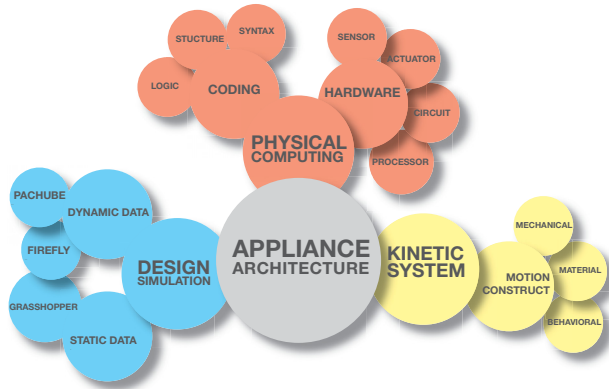 SYNTAX
STUCTURE
LOGIC
CODING
SENSOR
ACTUATOR
HARDWARE
CIRCUIT
PROCESSOR
PHYSICAL
COMPUTING
PACHUBE
DYNAMIC DATA
FIREFLY
GRASSHOPPER
STATIC DATA
DESIGN
SIMULATION
APPLIANCE
ARCHITECTURE
KINETIC
SYSTEM
MOTION
CONSTRUCT
MECHANICAL
MATERIAL
BEHAVIORAL